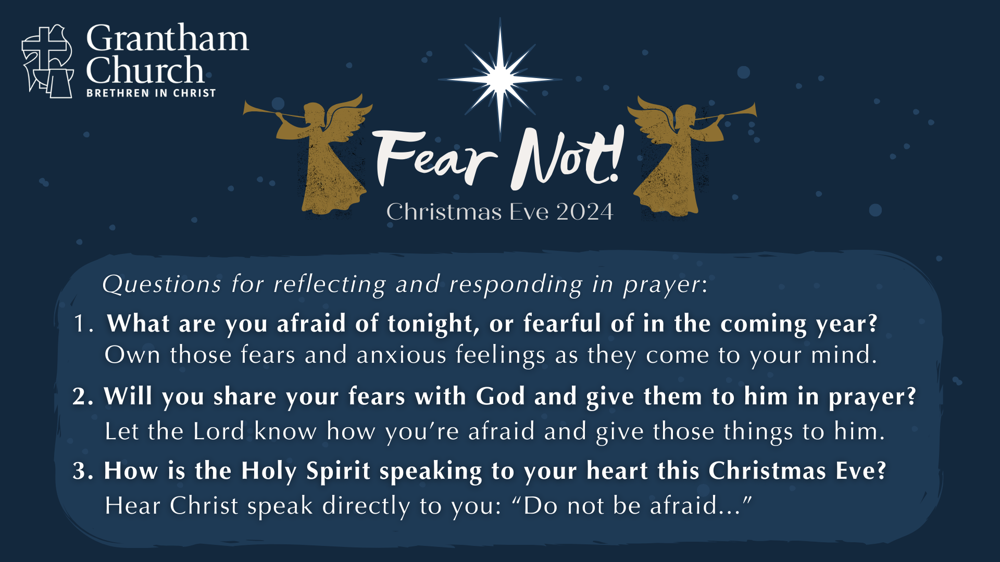 Grantham
Church
BRETHREN IN CHRIST
Fear Not!
Christmas Eve 2024
Questions for reflecting and responding in prayer:
1. What are you afraid of tonight, or fearful of in the coming year?
Own those fears and anxious feelings as they come to your mind.
2. Will you share your fears with God and give them to him in prayer?
Let the Lord know how you’re afraid and give those things to him.
3. How is the Holy Spirit speaking to your heart this Christmas Eve?
Hear Christ speak directly to you: “Do not be afraid...”